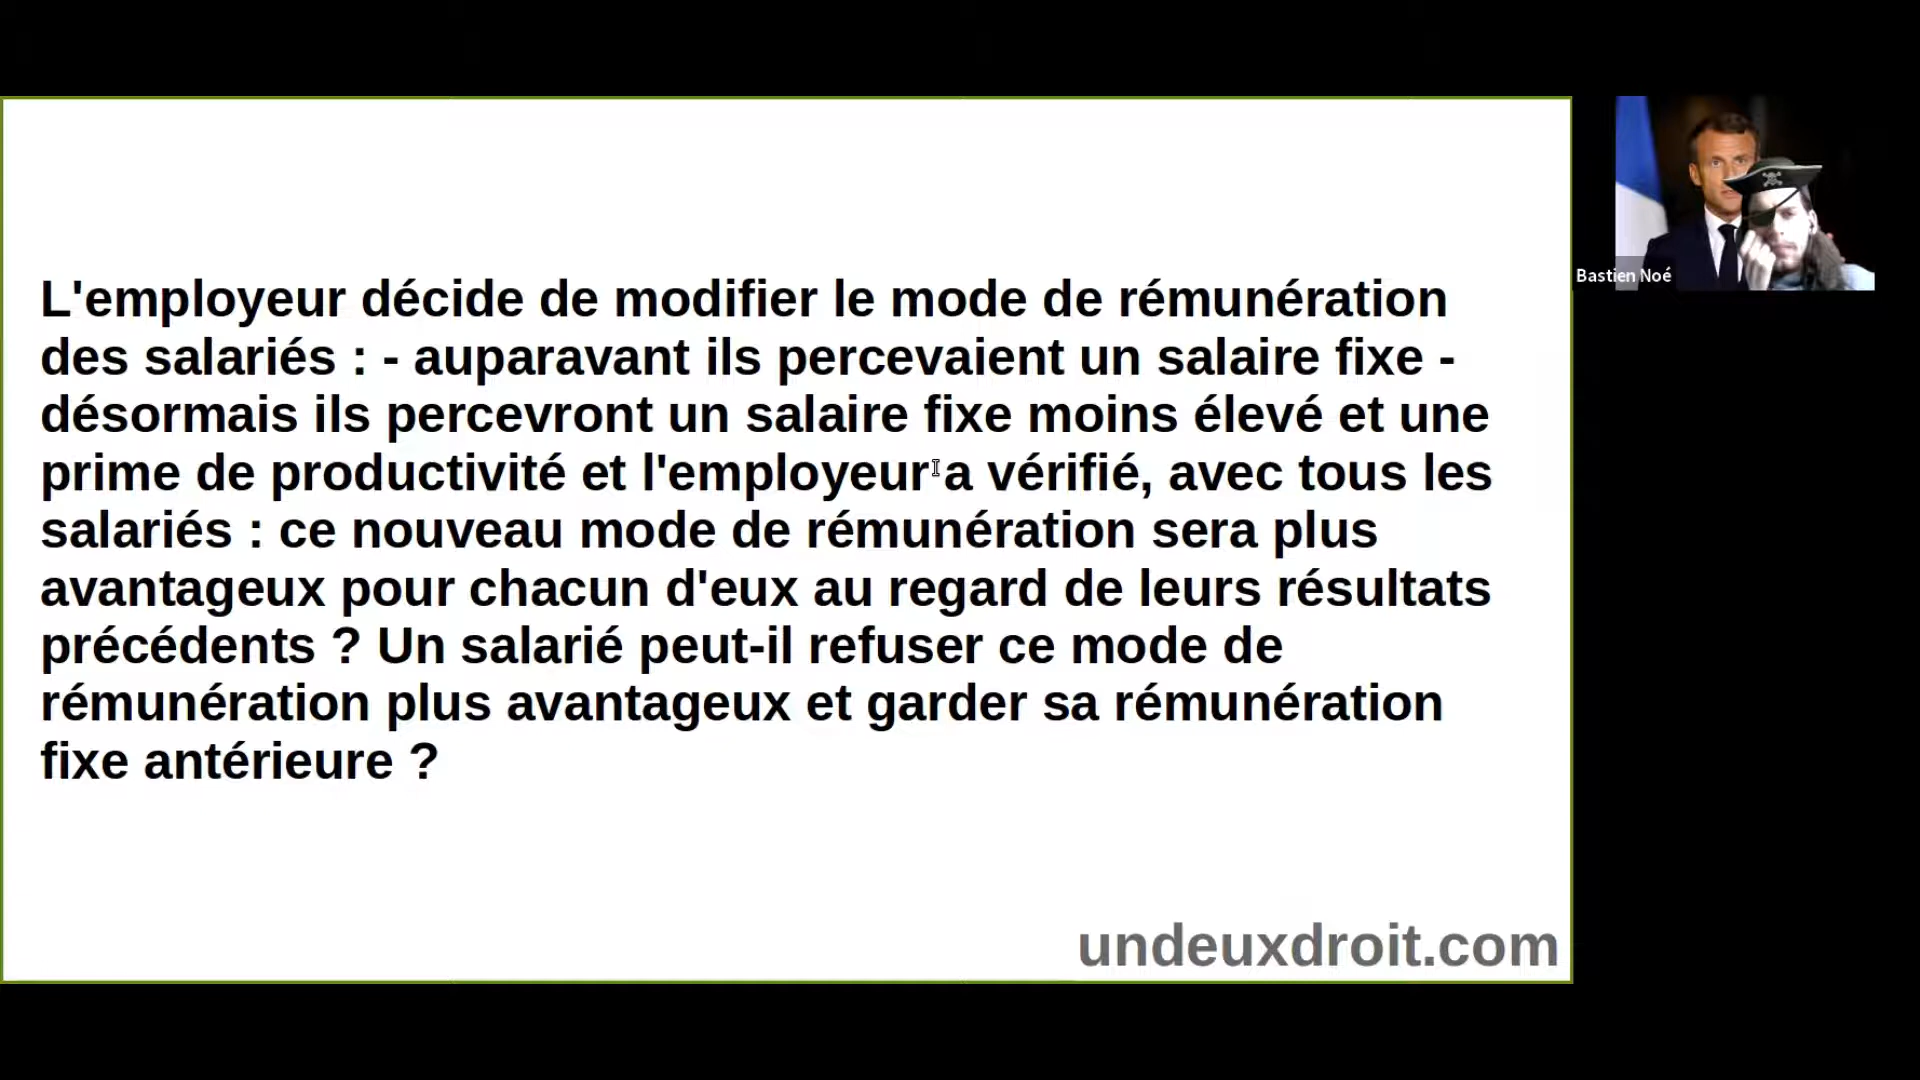 L'employeur décide de modifier le mode de rémunération
des salariés : - auparavant ils percevaient un salaire fixe -
désormais ils percevront un salaire fixe moins élevé et une
prime de productivité et l'employeur a vérifié, avec tous les
salariés : ce nouveau mode de rémunération sera plus
avantageux pour chacun d'eux au regard de leurs résultats
précédents ? Un salarié peut-il refuser ce mode de
rémunération plus avantageux et garder sa rémunération
fixe antérieure ?
undeuxdroit.com
Bastien Noé